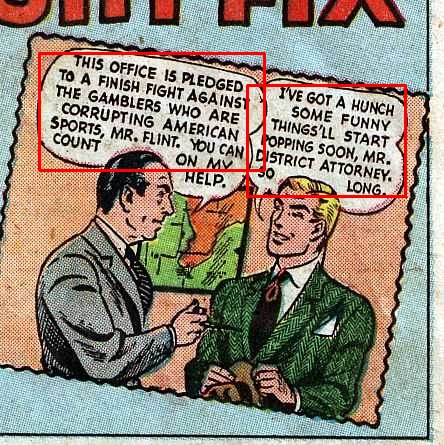 THIS OFFICE IS PLEDGED
TO A FINISH FIGHT AGAINST
THE GAMBLERS WHO ARE
CORRUPTING AMERICAN
SPORTS, MR. FLINT. YOU CAN
COUNT ON MY
HELP.
I'VE GOT A HUNCH
SOME FUNNY
THINGS'LL START
POPPING SOON, MR.
DISTRICT ATTORNEY.
SO LONG.